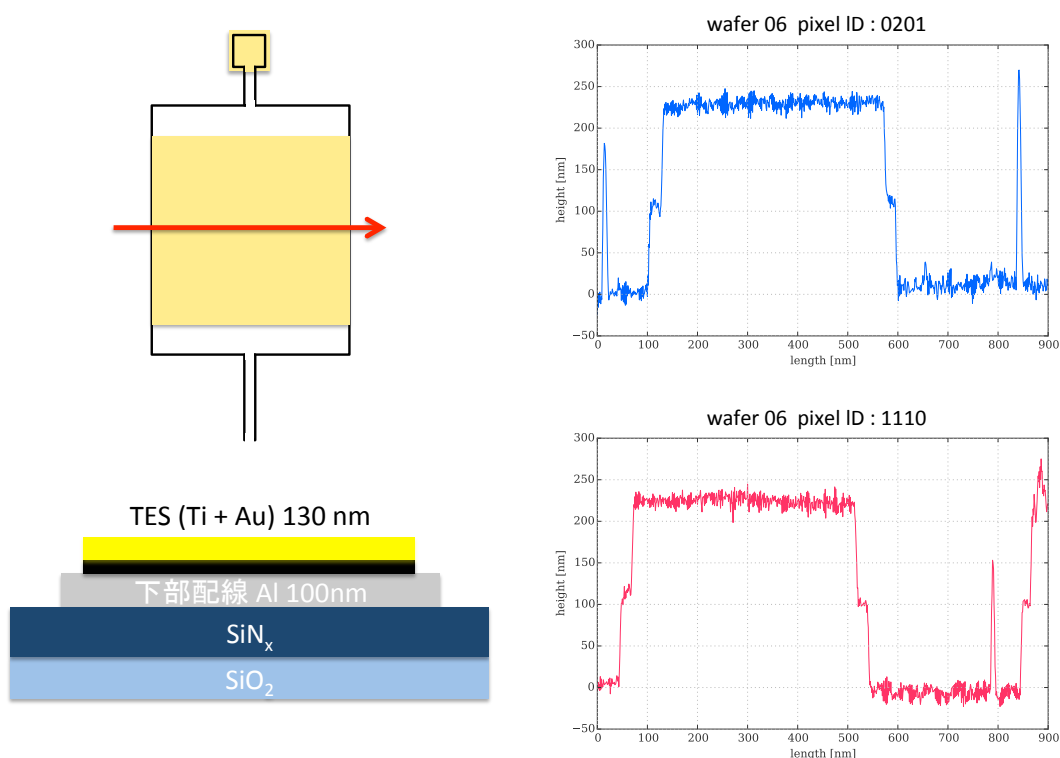 wafer 06  pixel ID : 0201
300
250
200
150
100
50
0
−50
height [nm]
0 100 200 300 400 500 600 700 800 900
length [nm]
wafer 06  pixel ID : 1110
300
250
200
150
100
50
0
−50
height [nm]
0 100 200 300 400 500 600 700 800 900
length [nm]
TES (Ti + Au) 130 nm
下部配線 Al 100nm
SiNx
SiO2